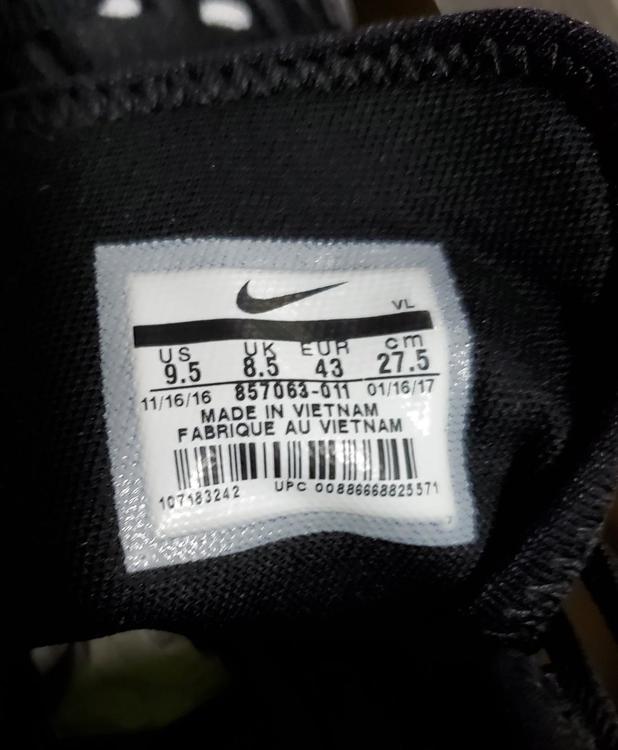 VL
US UK EUR cm
9.5 8.5 43 27.5
11/16/16 857063-011 01/16/17
MADE IN VIETNAM
FABRIQUE AU VIETNAM
107183242 UPC 00886668825571